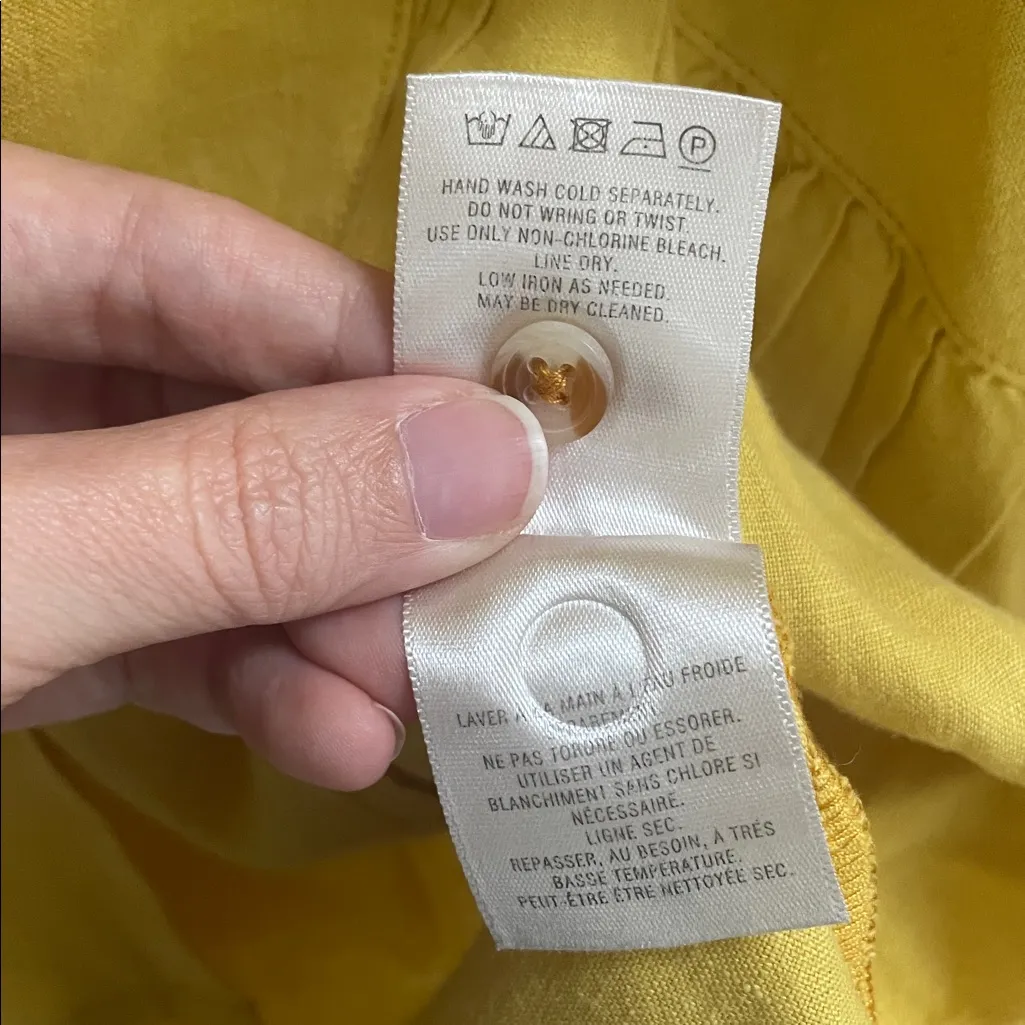 P
HAND WASH COLD SEPARATELY.
DO NOT WRING OR TWIST.
USE ONLY NON-CHLORINE BLEACH.
LINE DRY.
LOW IRON AS NEEDED.
MAY BE DRY CLEANED.
LAVER À LA MAIN À L'EAU FROIDE
NE PAS TORDRE OU ESSORER.
UTILISER UN AGENT DE
BLANCHIMENT SANS CHLORE SI
NÉCESSAIRE.
LIGNE SEC.
REPASSER, AU BESOIN, À TRÉS
BASSE TEMPÉRATURE.
PEUT-ÊTRE ÊTRE NETTOYÉE SEC.